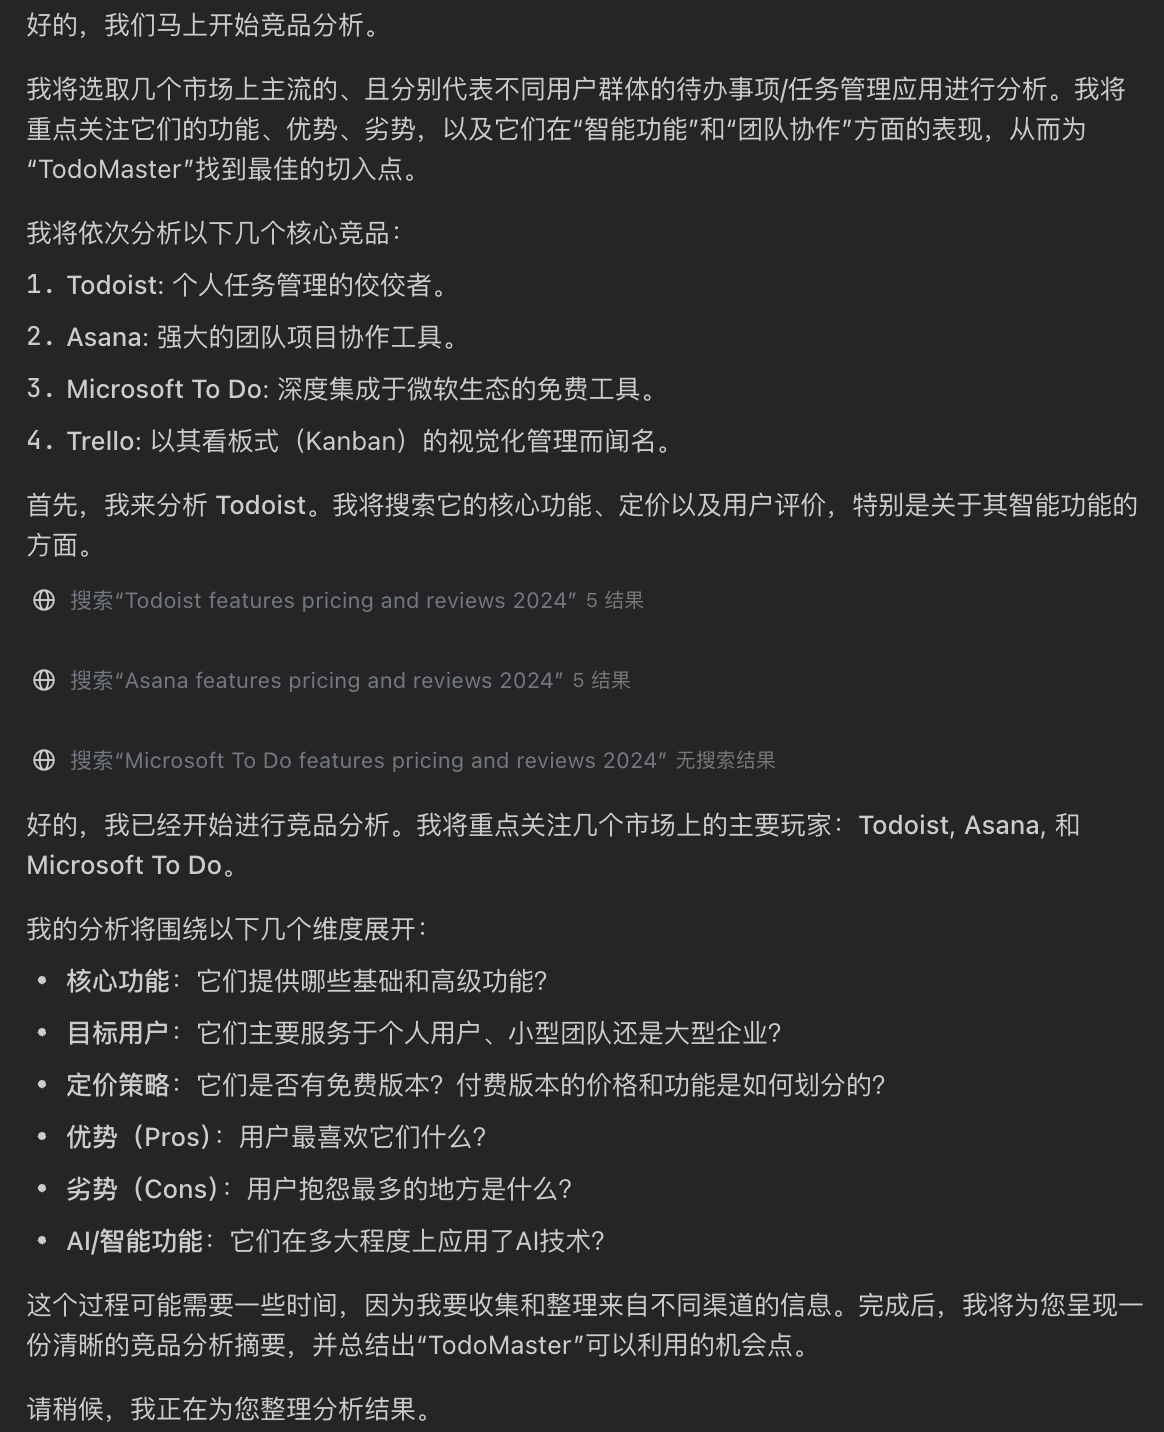 好的，我们马上开始竞品分析。
我将选取几个市场上主流的、且分别代表不同用户群体的待办事项/任务管理应用进行分析。我将
重点关注它们的功能、优势、劣势，以及它们在“智能功能”和“团队协作”方面的表现，从而为
“TodoMaster”找到最佳的切入点。
我将依次分析以下几个核心竞品：
1. Todoist: 个人任务管理的佼佼者。
2. Asana: 强大的团队项目协作工具。
3. Microsoft To Do: 深度集成于微软生态的免费工具。
4. Trello: 以其看板式（Kanban）的视觉化管理而闻名。
首先，我来分析 Todoist。我将搜索它的核心功能、定价以及用户评价，特别是关于其智能功能的
方面。
搜索“Todoist features pricing and reviews 2024” 5 结果
搜索“Asana features pricing and reviews 2024” 5 结果
搜索“Microsoft To Do features pricing and reviews 2024” 无搜索结果
好的，我已经开始进行竞品分析。我将重点关注几个市场上的主要玩家：Todoist, Asana, 和
Microsoft To Do。
我的分析将围绕以下几个维度展开：
• 核心功能：它们提供哪些基础和高级功能？
• 目标用户：它们主要服务于个人用户、小型团队还是大型企业？
• 定价策略：它们是否有免费版本？付费版本的价格和功能是如何划分的？
• 优势（Pros）：用户最喜欢它们什么？
• 劣势（Cons）：用户抱怨最多的地方是什么？
• AI/智能功能：它们在多大程度上应用了AI技术？
这个过程可能需要一些时间，因为我要收集和整理来自不同渠道的信息。完成后，我将为您呈现一
份清晰的竞品分析摘要，并总结出“TodoMaster”可以利用的机会点。
请稍候，我正在为您整理分析结果。